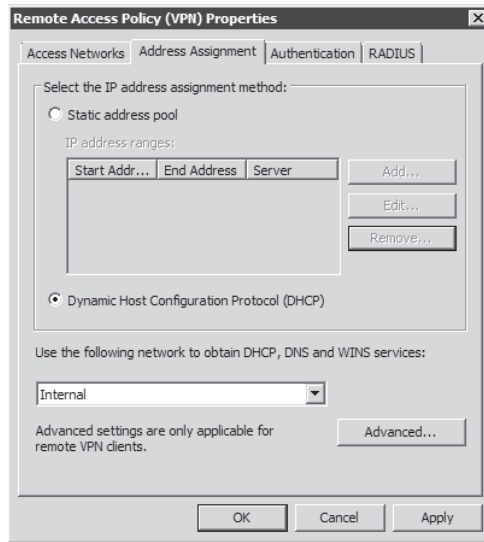 Remote Access Policy (VPN) Properties
Access Networks Address Assignment Authentication RADIUS
Select the IP address assignment method:
Static address pool
IP address ranges:
Start Addr... End Address Server
Add...
Edit...
Remove...
Dynamic Host Configuration Protocol (DHCP)
Use the following network to obtain DHCP, DNS and WINS services:
Internal
Advanced settings are only applicable for
remote VPN clients.
Advanced...
OK Cancel Apply